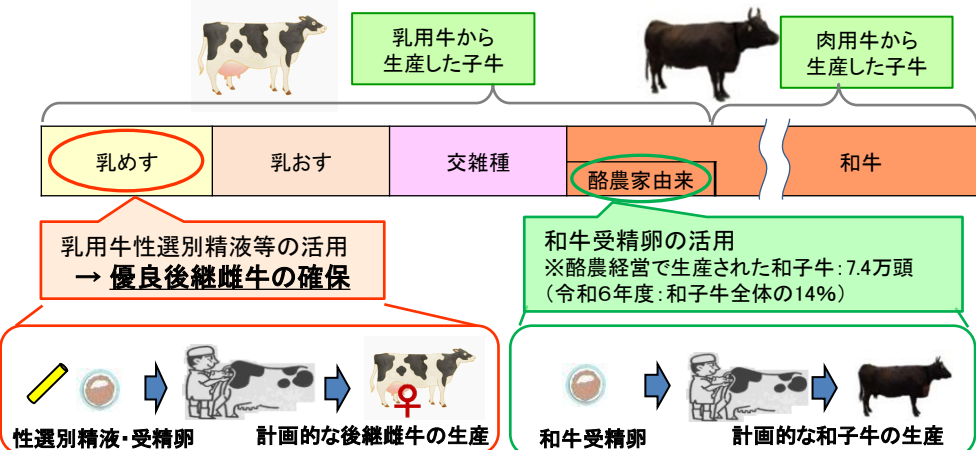 乳用牛から
生産した子牛
肉用牛から
生産した子牛
乳めす
乳おす
交雑種
酪農家由来
和牛
乳用牛性選別精液等の活用
→ 優良後継雌牛の確保
和牛受精卵の活用
※酪農経営で生産された和子牛：7.4万頭
（令和６年度：和子牛全体の14%）
性選別精液・受精卵
計画的な後継雌牛の生産
和牛受精卵
計画的な和子牛の生産